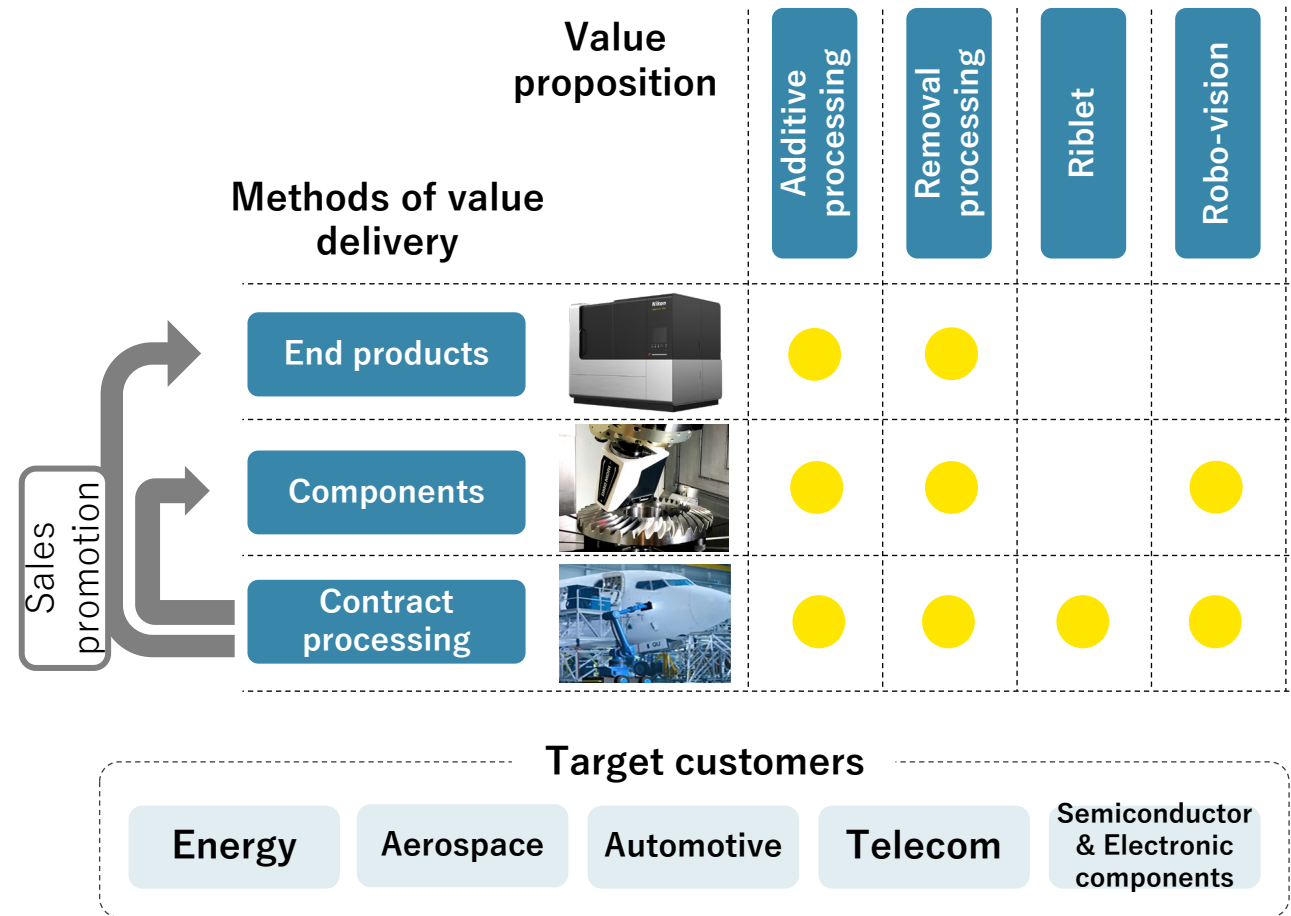 Value
proposition
Additive
processing
Removal
processing
Riblet
Robo-vision
Methods of value
delivery
End products
Nikon
Components
Contract
processing
Sales
promotion
Target customers
Energy
Aerospace
Automotive
Telecom
Semiconductor
& Electronic
components